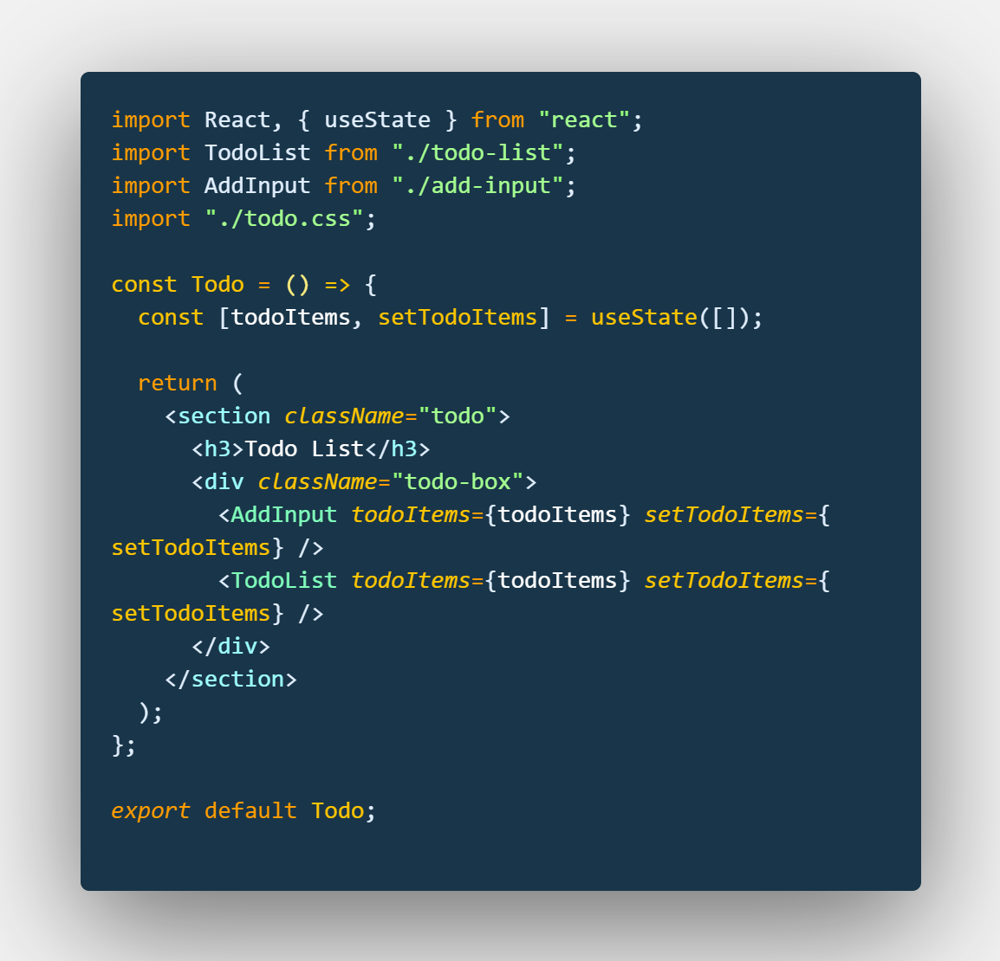 import React, { useState } from "react";
import TodoList from "./todo-list";
import AddInput from "./add-input";
import "./todo.css";

const Todo = () => {
  const [todoItems, setTodoItems] = useState([]);

  return (
    <section className="todo">
      <h3>Todo List</h3>
      <div className="todo-box">
        <AddInput todoItems={todoItems} setTodoItems={
setTodoItems} />
        <TodoList todoItems={todoItems} setTodoItems={
setTodoItems} />
      </div>
    </section>
  );
};

export default Todo;